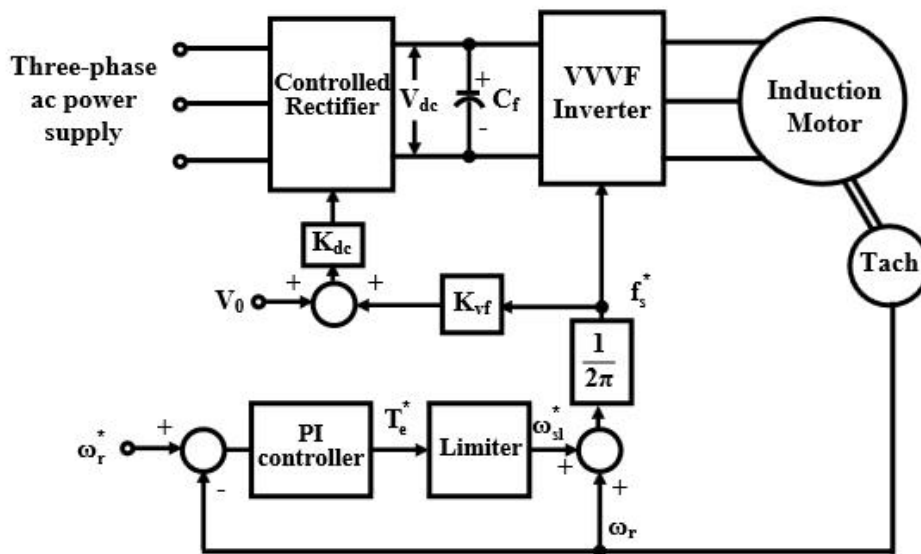 Three-phase
ac power
supply
Controlled
Rectifier
V_dc
+
C_f
-
VVVF
Inverter
Induction
Motor
K_dc
Tach
+
+
V_0
K_vf
f_s^*
1
2π
ω_r^*
+
-
PI
controller
T_e^*
Limiter
ω_sl^*
+
+
ω_r